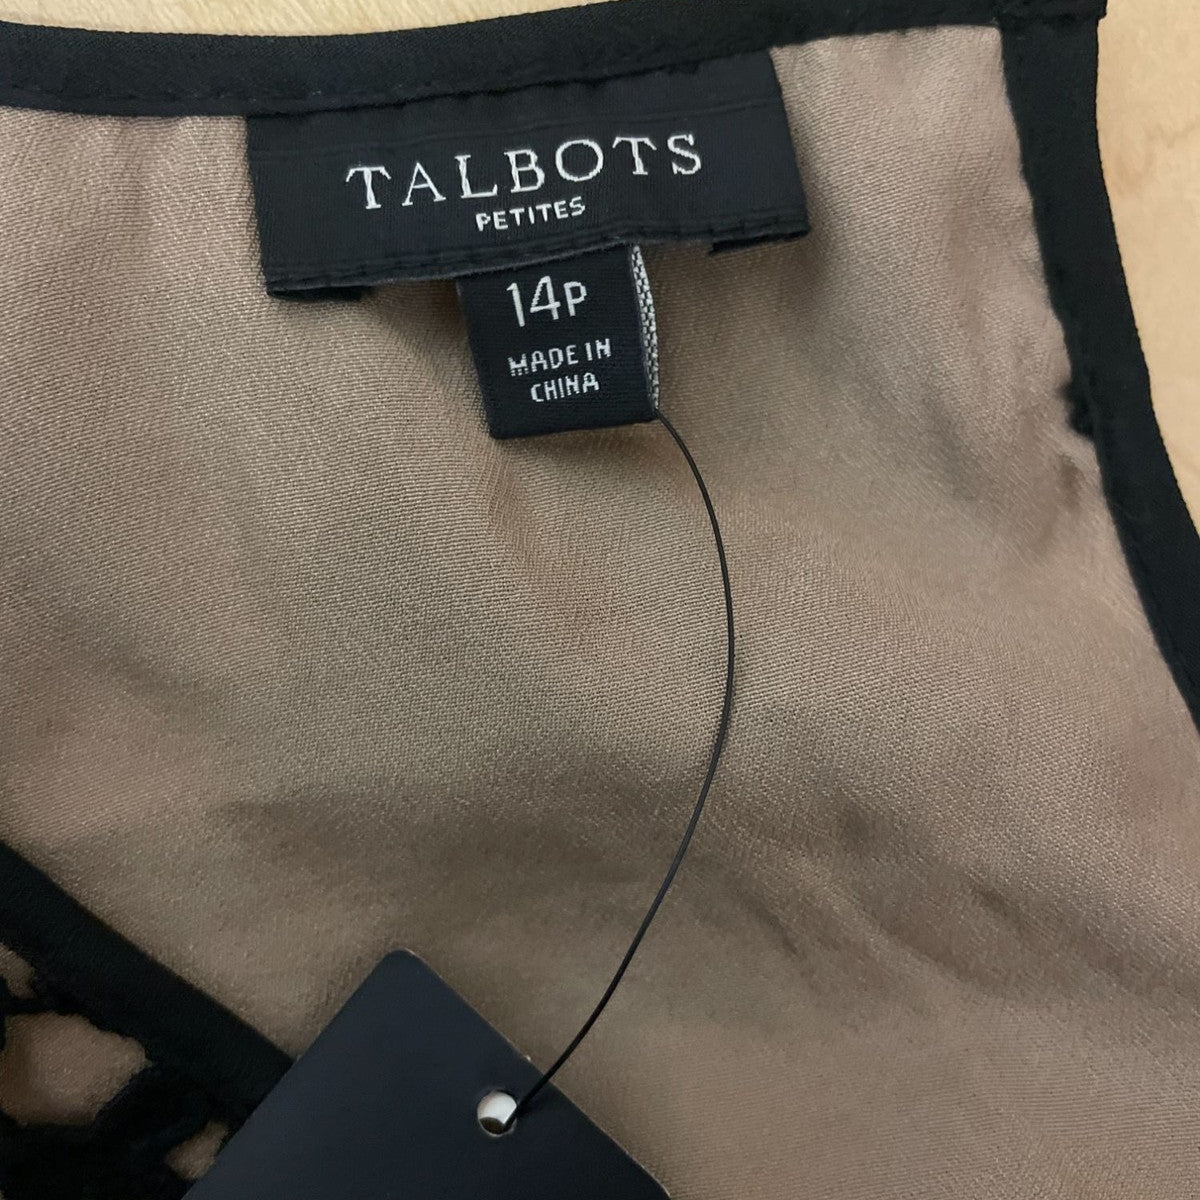 TALBOTS
PETITES
14P
MADE IN
CHINA